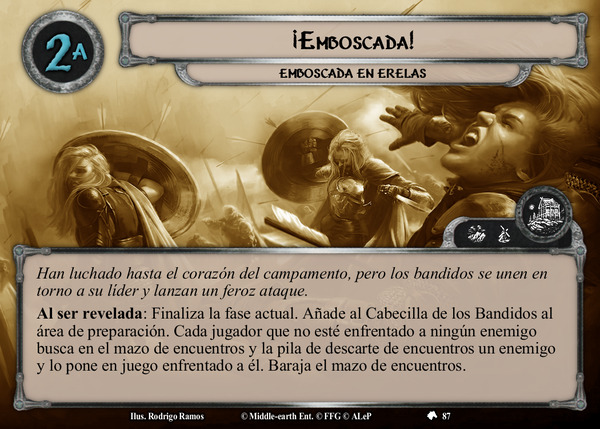 2A
¡Emboscada!
EMBOSCADA EN ERELAS
Han luchado hasta el corazón del campamento, pero los bandidos se unen en
torno a su líder y lanzan un feroz ataque.
Al ser revelada: Finaliza la fase actual. Añade al Cabecilla de los Bandidos al
área de preparación. Cada jugador que no esté enfrentado a ningún enemigo
busca en el mazo de encuentros y la pila de descarte de encuentros un enemigo
y lo pone en juego enfrentado a él. Baraja el mazo de encuentros.
Ilus. Rodrigo Ramos © Middle-earth Ent. © FFG © ALeP 87